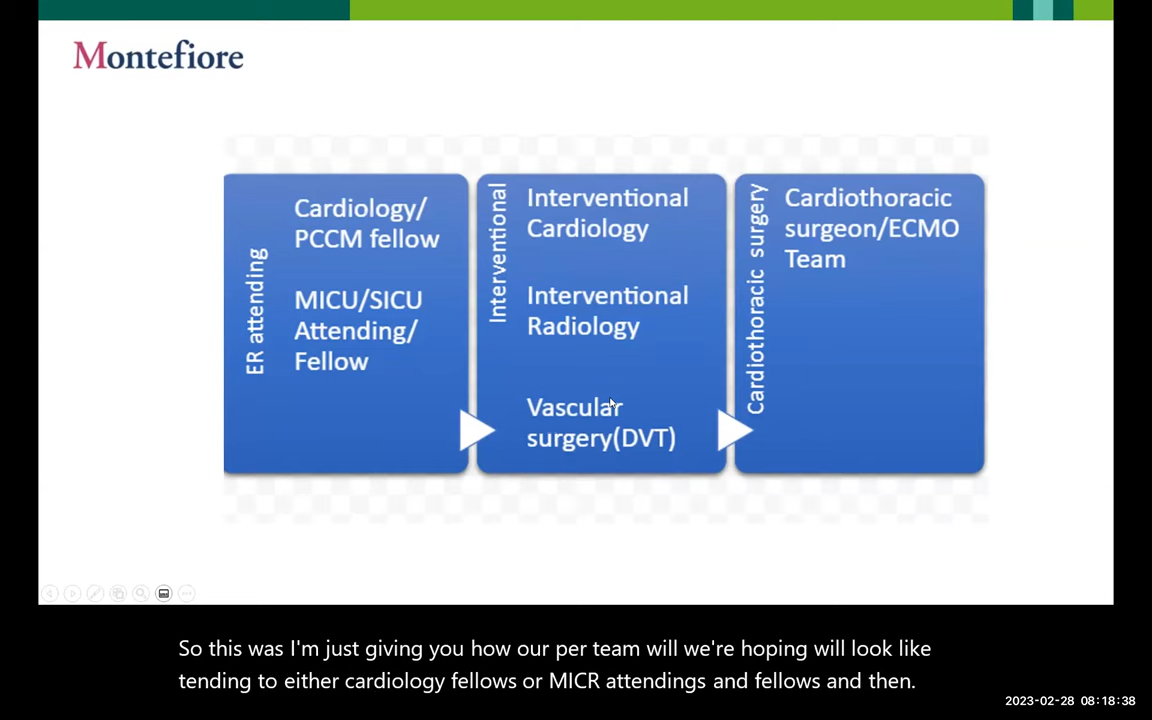 Montefiore
ER attending
Cardiology/
PCCM fellow
MICU/SICU
Attending/
Fellow
Interventional
Interventional
Cardiology
Interventional
Radiology
Vascular
surgery(DVT)
Cardiothoracic surgery
Cardiothoracic
surgeon/ECMO
Team
So this was I'm just giving you how our per team will we're hoping will look like
tending to either cardiology fellows or MICR attendings and fellows and then.
2023-02-28 08:18:38